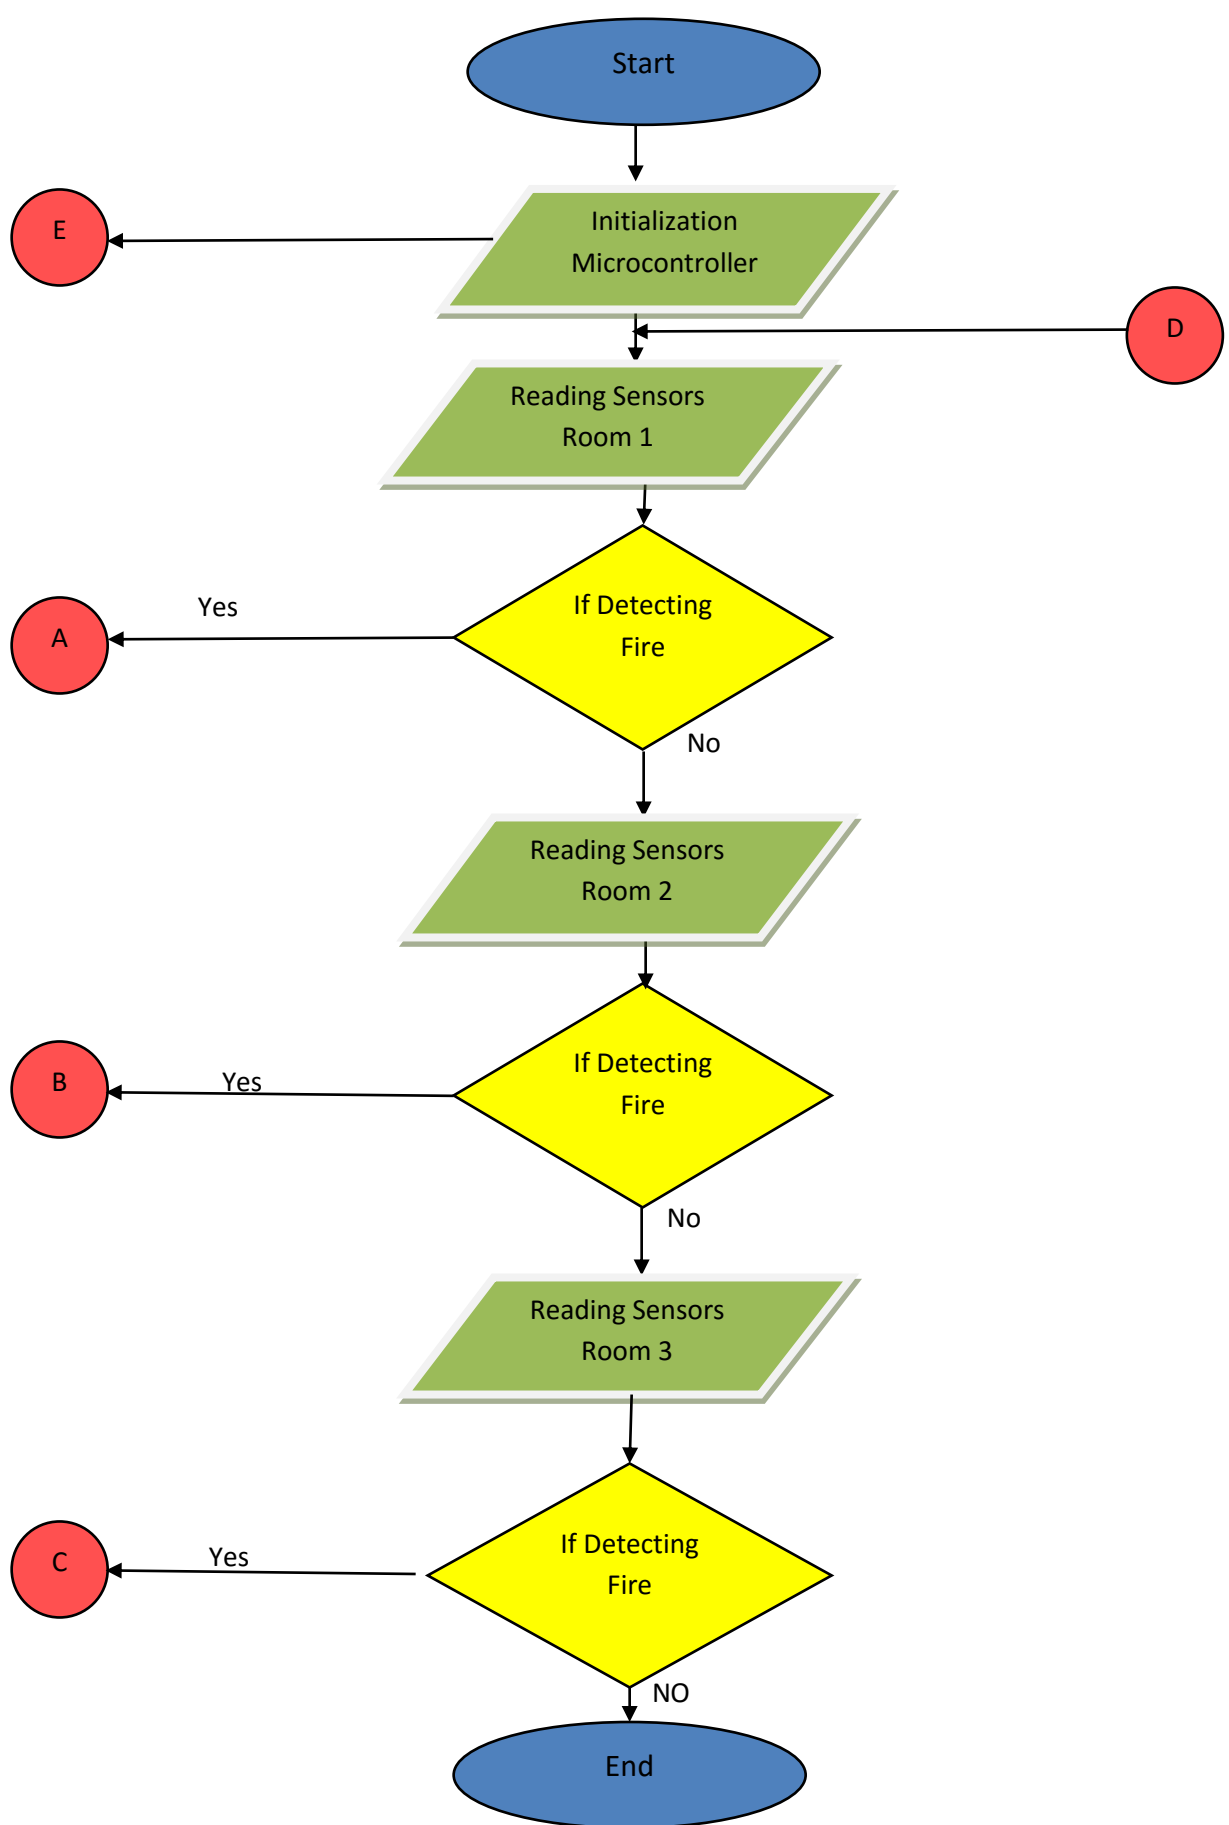 Start
E
Initialization
Microcontroller
D
Reading Sensors
Room 1
Yes
A
If Detecting
Fire
No
Reading Sensors
Room 2
B
Yes
If Detecting
Fire
No
Reading Sensors
Room 3
C
Yes
If Detecting
Fire
NO
End